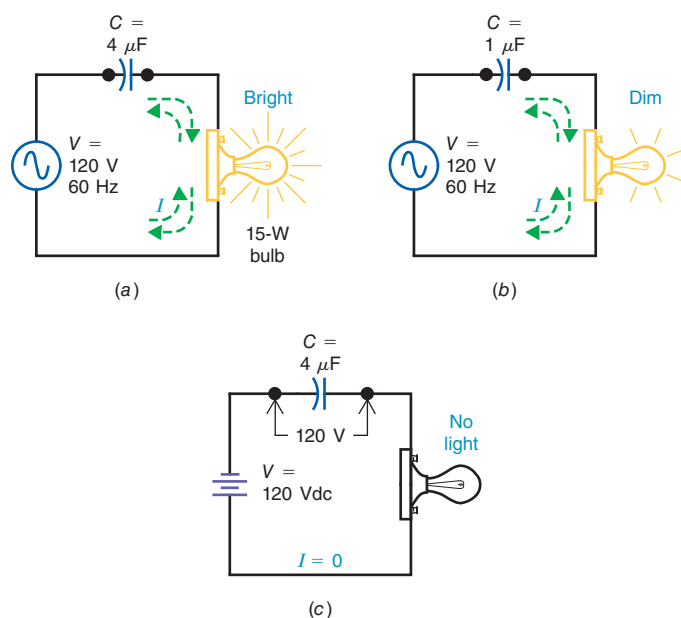 C =
4 μF
Bright
V =
120 V
60 Hz
I
15-W
bulb
(a)
C =
1 μF
Dim
V =
120 V
60 Hz
I
(b)
C =
4 μF
120 V
No
light
V =
120 Vdc
I = 0
(c)